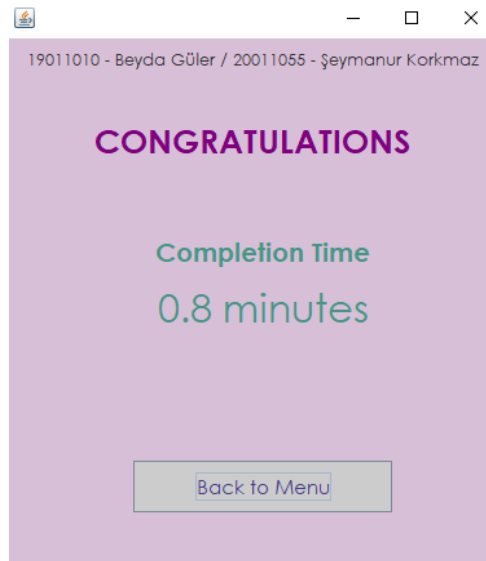 19011010 - Beyda Güler / 20011055 - Şeymanur Korkmaz
CONGRATULATIONS
Completion Time
0.8 minutes
Back to Menu